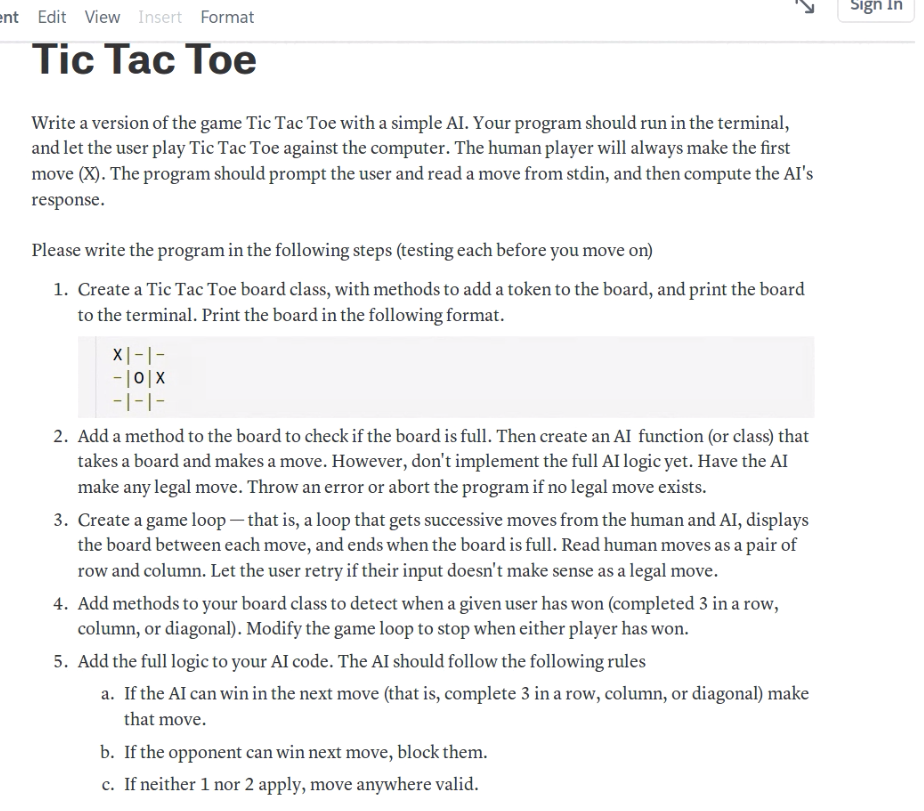 ent Edit View Insert Format Sign In
Tic Tac Toe
Write a version of the game Tic Tac Toe with a simple AI. Your program should run in the terminal,
and let the user play Tic Tac Toe against the computer. The human player will always make the first
move (X). The program should prompt the user and read a move from stdin, and then compute the AI's
response.
Please write the program in the following steps (testing each before you move on)
1. Create a Tic Tac Toe board class, with methods to add a token to the board, and print the board
to the terminal. Print the board in the following format.
X|-|-
-|O|X
-|-|-
2. Add a method to the board to check if the board is full. Then create an AI function (or class) that
takes a board and makes a move. However, don't implement the full AI logic yet. Have the AI
make any legal move. Throw an error or abort the program if no legal move exists.
3. Create a game loop — that is, a loop that gets successive moves from the human and AI, displays
the board between each move, and ends when the board is full. Read human moves as a pair of
row and column. Let the user retry if their input doesn't make sense as a legal move.
4. Add methods to your board class to detect when a given user has won (completed 3 in a row,
column, or diagonal). Modify the game loop to stop when either player has won.
5. Add the full logic to your AI code. The AI should follow the following rules
a. If the AI can win in the next move (that is, complete 3 in a row, column, or diagonal) make
that move.
b. If the opponent can win next move, block them.
c. If neither 1 nor 2 apply, move anywhere valid.